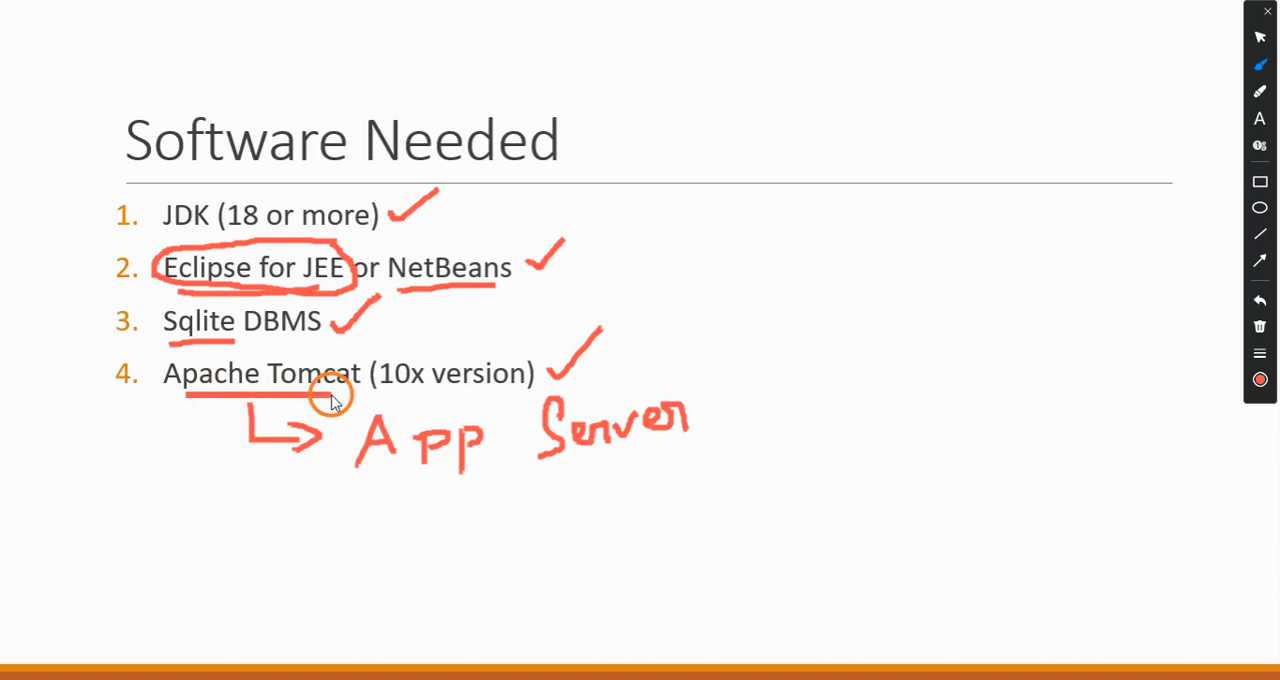 Software Needed
1. JDK (18 or more)
2. Eclipse for JEE or NetBeans
3. Sqlite DBMS
4. Apache Tomcat (10x version)
App Server
A